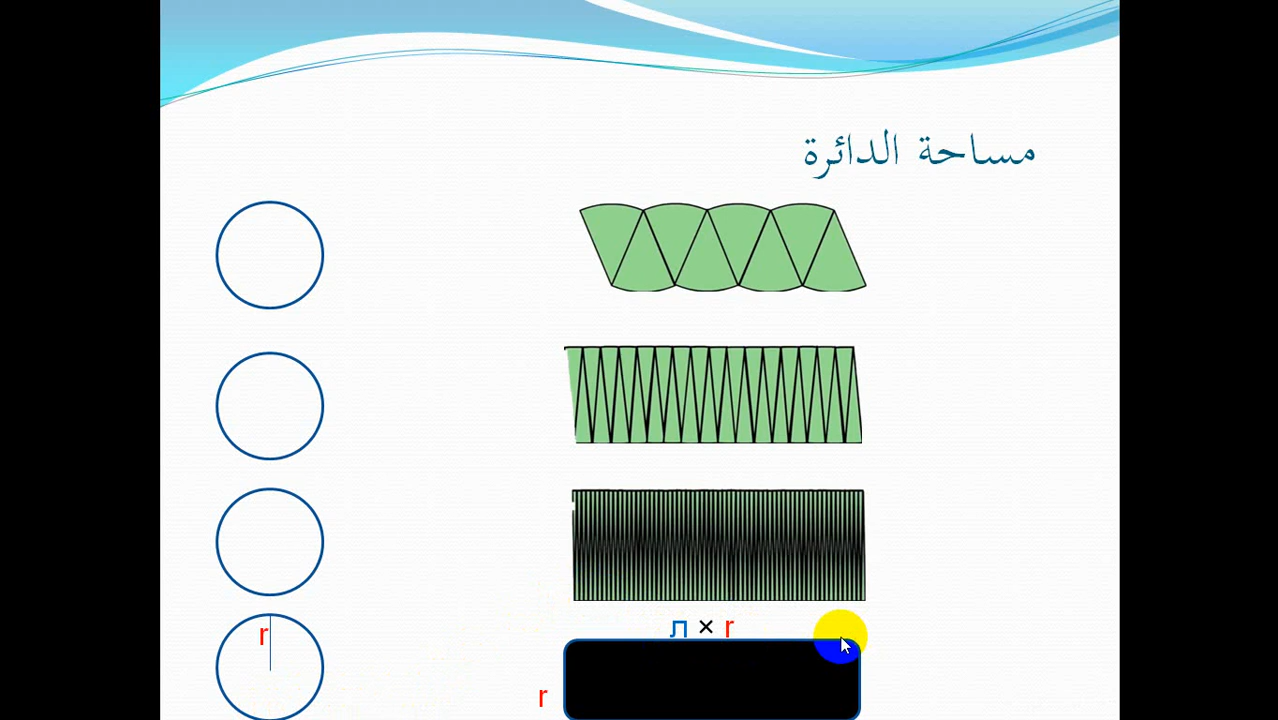 مساحة الدائرة
л × r
r
r